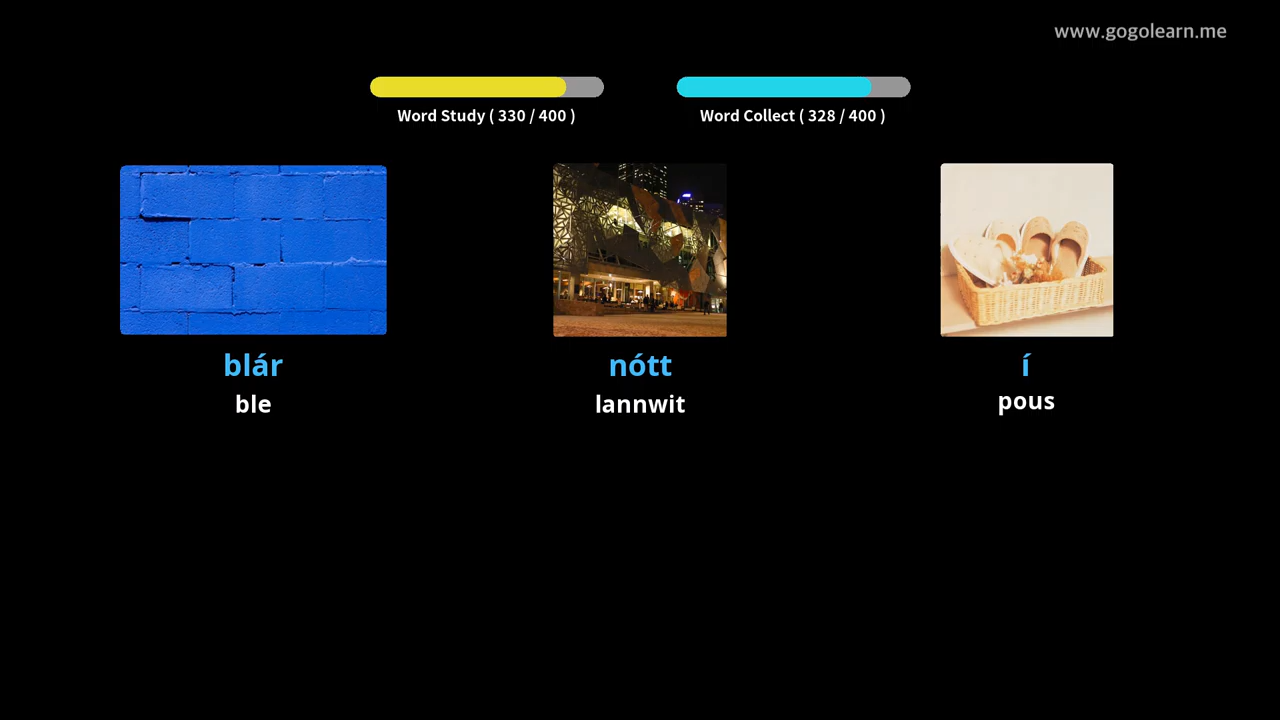 www.gogolearn.me
Word Study ( 330 / 400 )
Word Collect ( 328 / 400 )
blár
nótt
í
ble
lannwit
pous